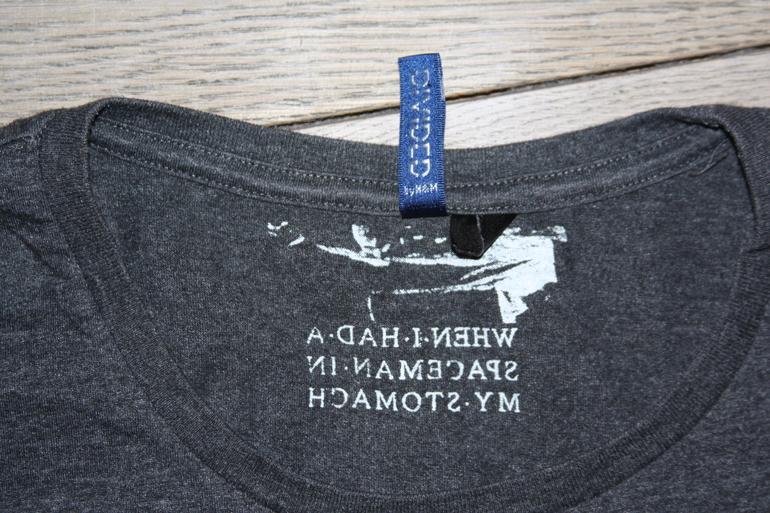 DIVIDED
WHEN·I·HAD·A
SPACEMAN·IN
MY·STOMACH